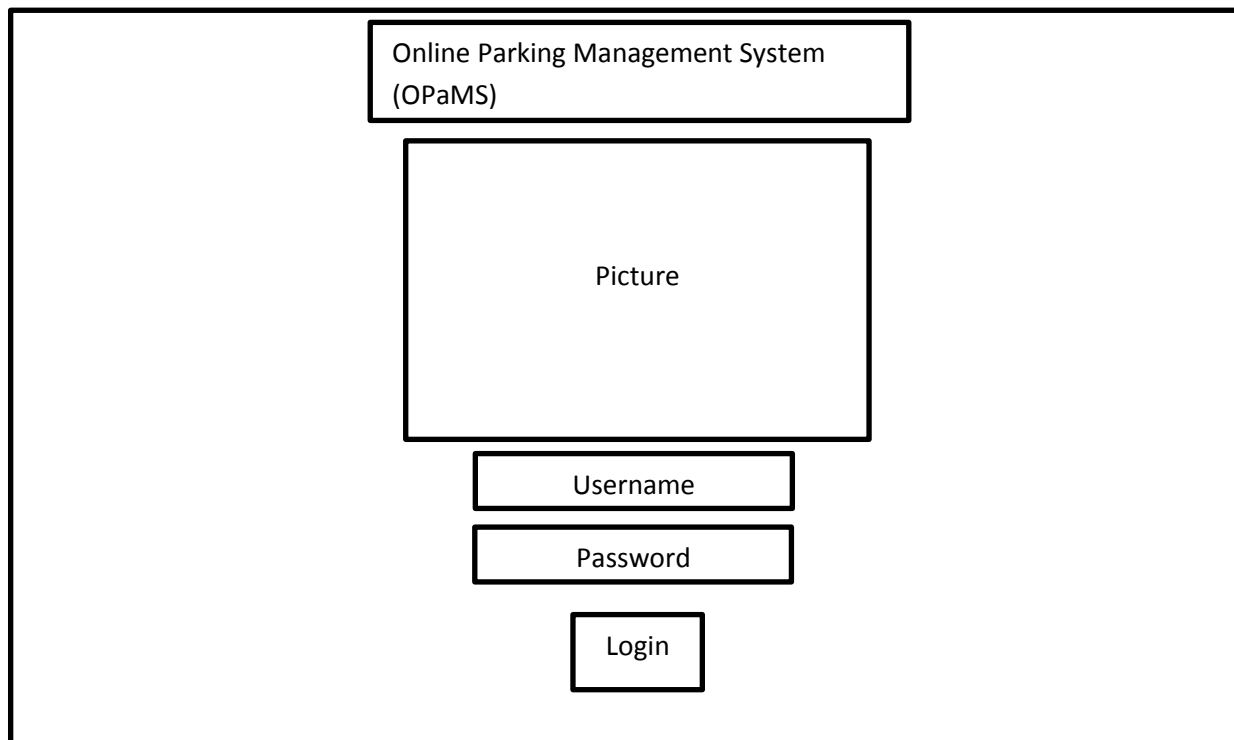 Online Parking Management System
(OPaMS)
Picture
Username
Password
Login